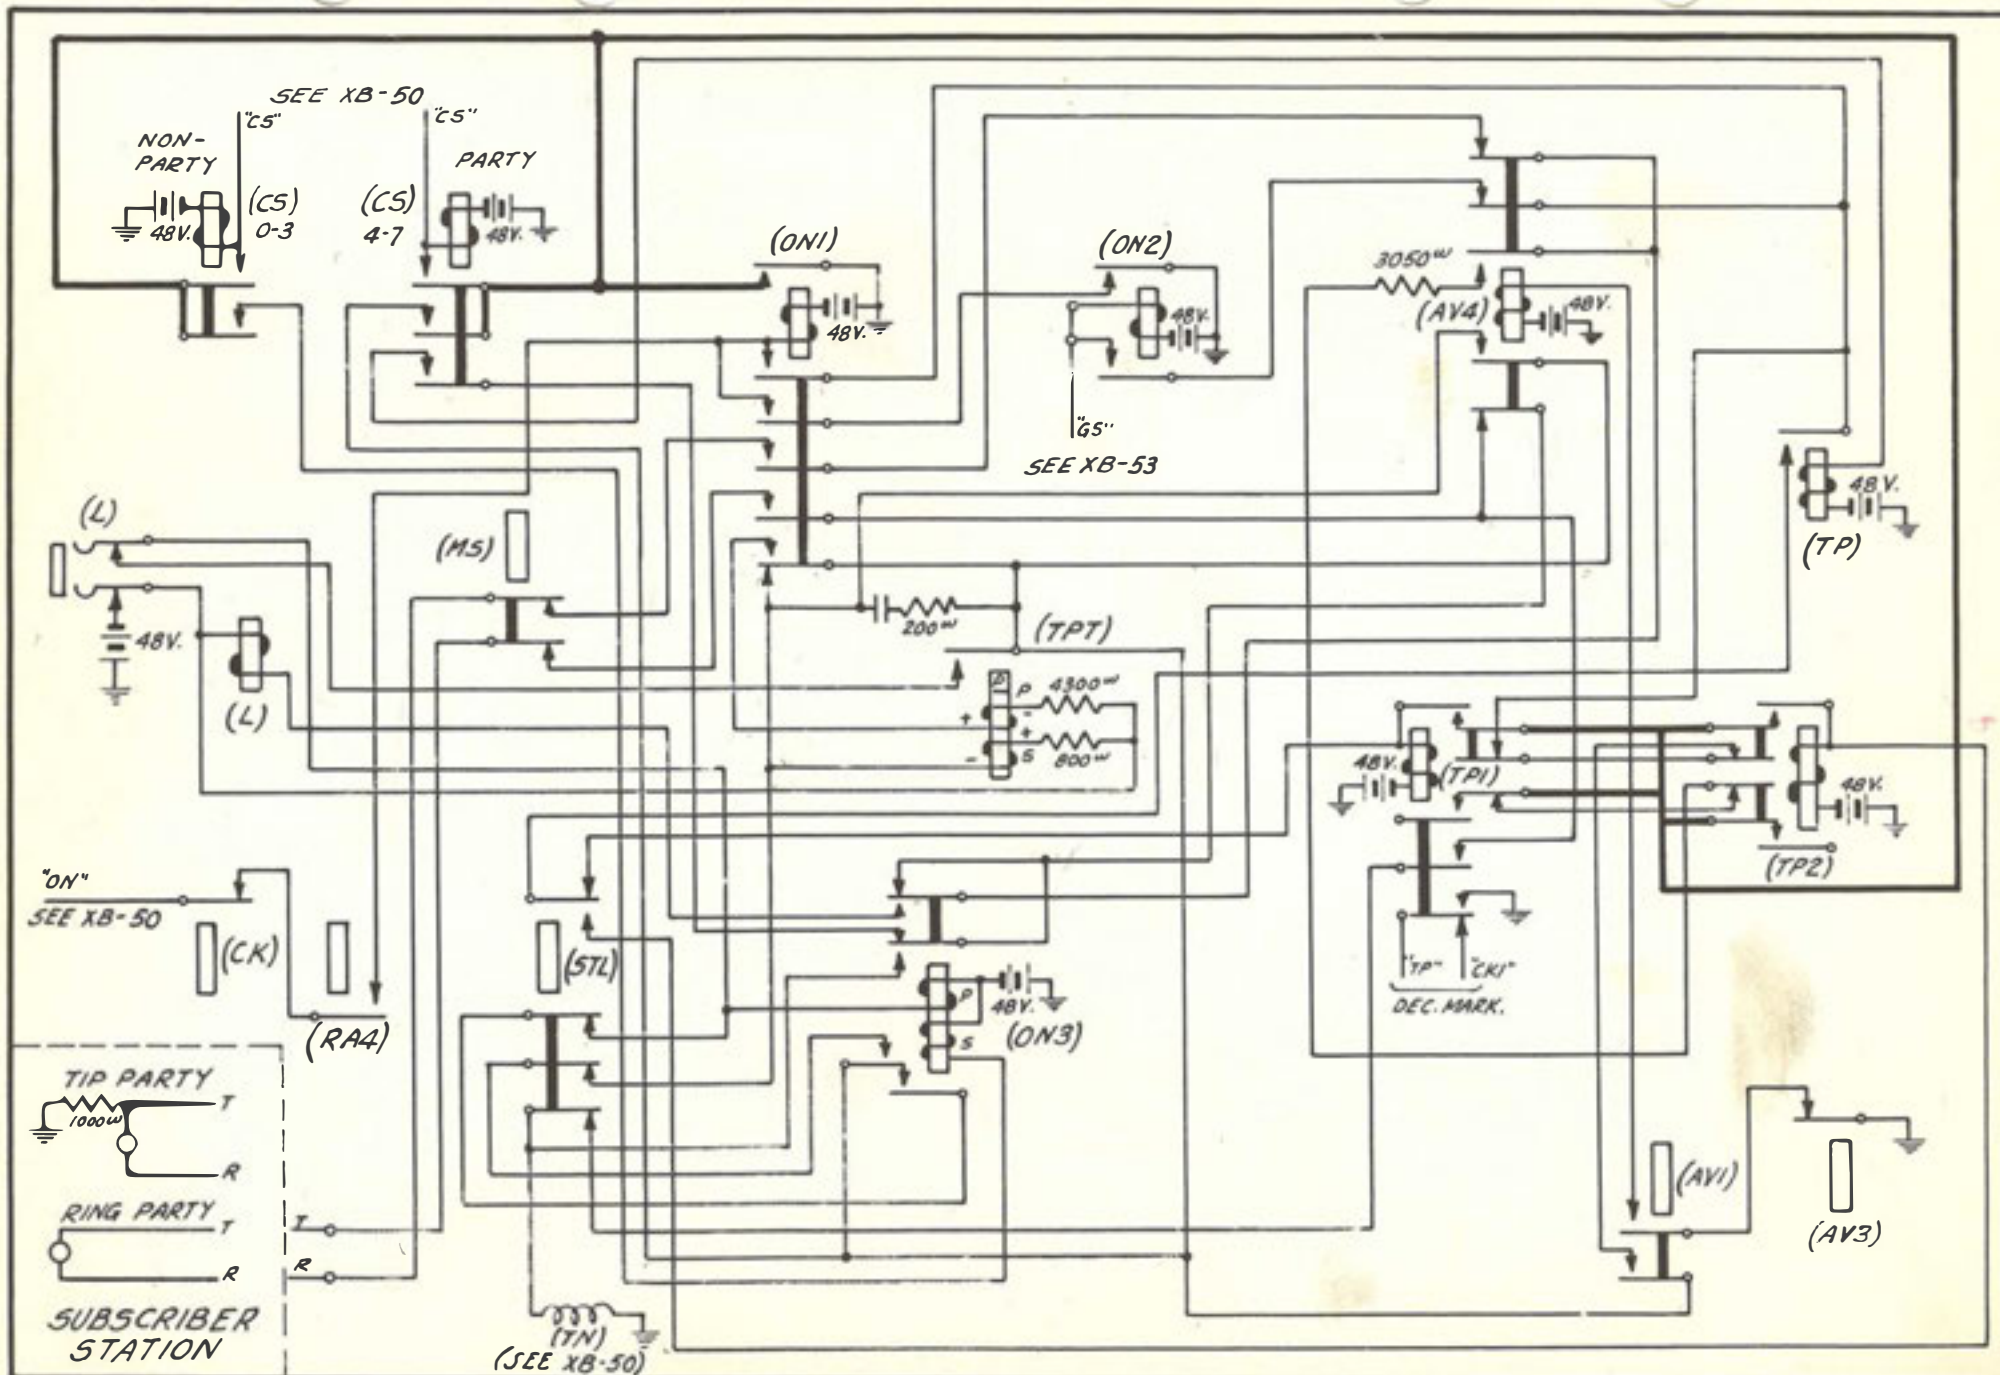 SEE XB-50
"CS"
"CS"
NON-
PARTY
PARTY
(CS)
0-3
(CS)
4-7
48V.
48V.
(ON1)
48V.
(ON2)
48V.
"GS"
SEE XB-53
3050ω
(AV4)
48V.
48V.
(TP)
(L)
48V.
(L)
(MS)
200ω
(TPT)
P
P
4300ω
+
-
+
-
S
800ω
48V.
(TP1)
48V.
(TP2)
"ON"
SEE XB-50
(CK)
(RA4)
(STL)
P
48V.
S
(ON3)
"TP"
"CK1"
DEC. MARK.
TIP PARTY
T
1000ω
R
RING PARTY
T
T
R
R
SUBSCRIBER
STATION
(TN)
(SEE XB-50)
(AV1)
(AV3)